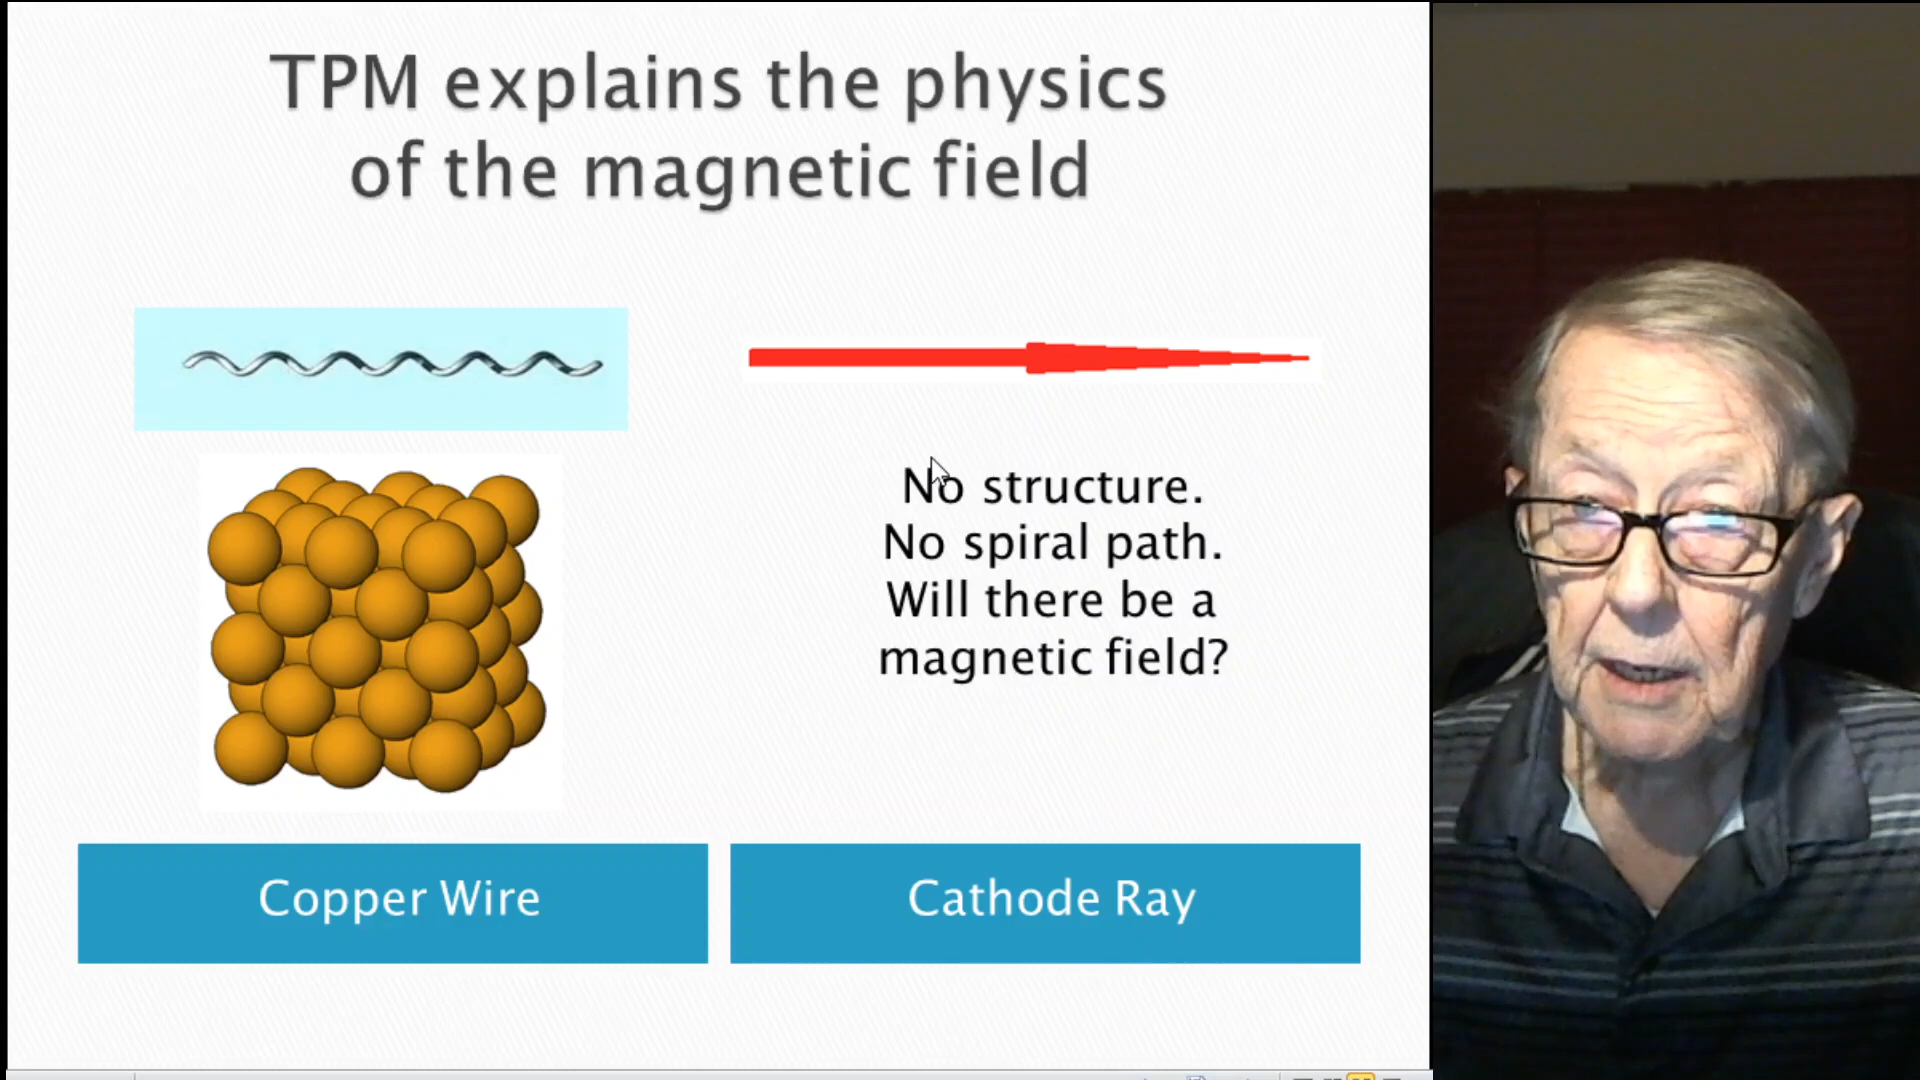 TPM explains the physics
of the magnetic field
No structure.
No spiral path.
Will there be a
magnetic field?
Copper Wire
Cathode Ray